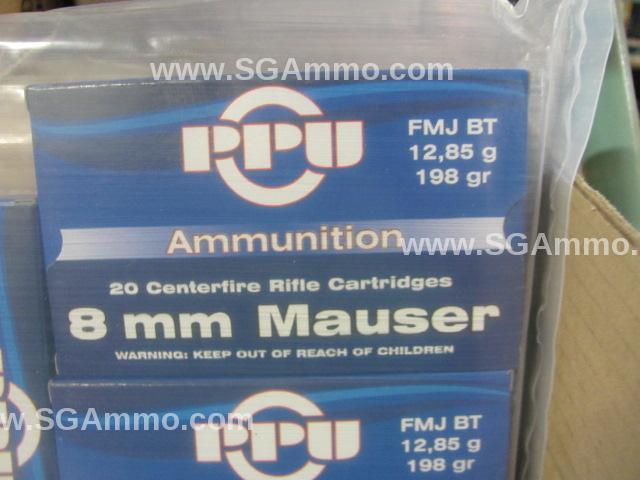 www.SGAmmo.com
PPU
FMJ BT
12,85 g
198 gr
Ammunition
www.SGAmmo.
20 Centerfire Rifle Cartridges
8 mm Mauser
WARNING: KEEP OUT OF REACH OF CHILDREN
www.SGAmmo.com
PPU
FMJ BT
12,85 g
198 gr